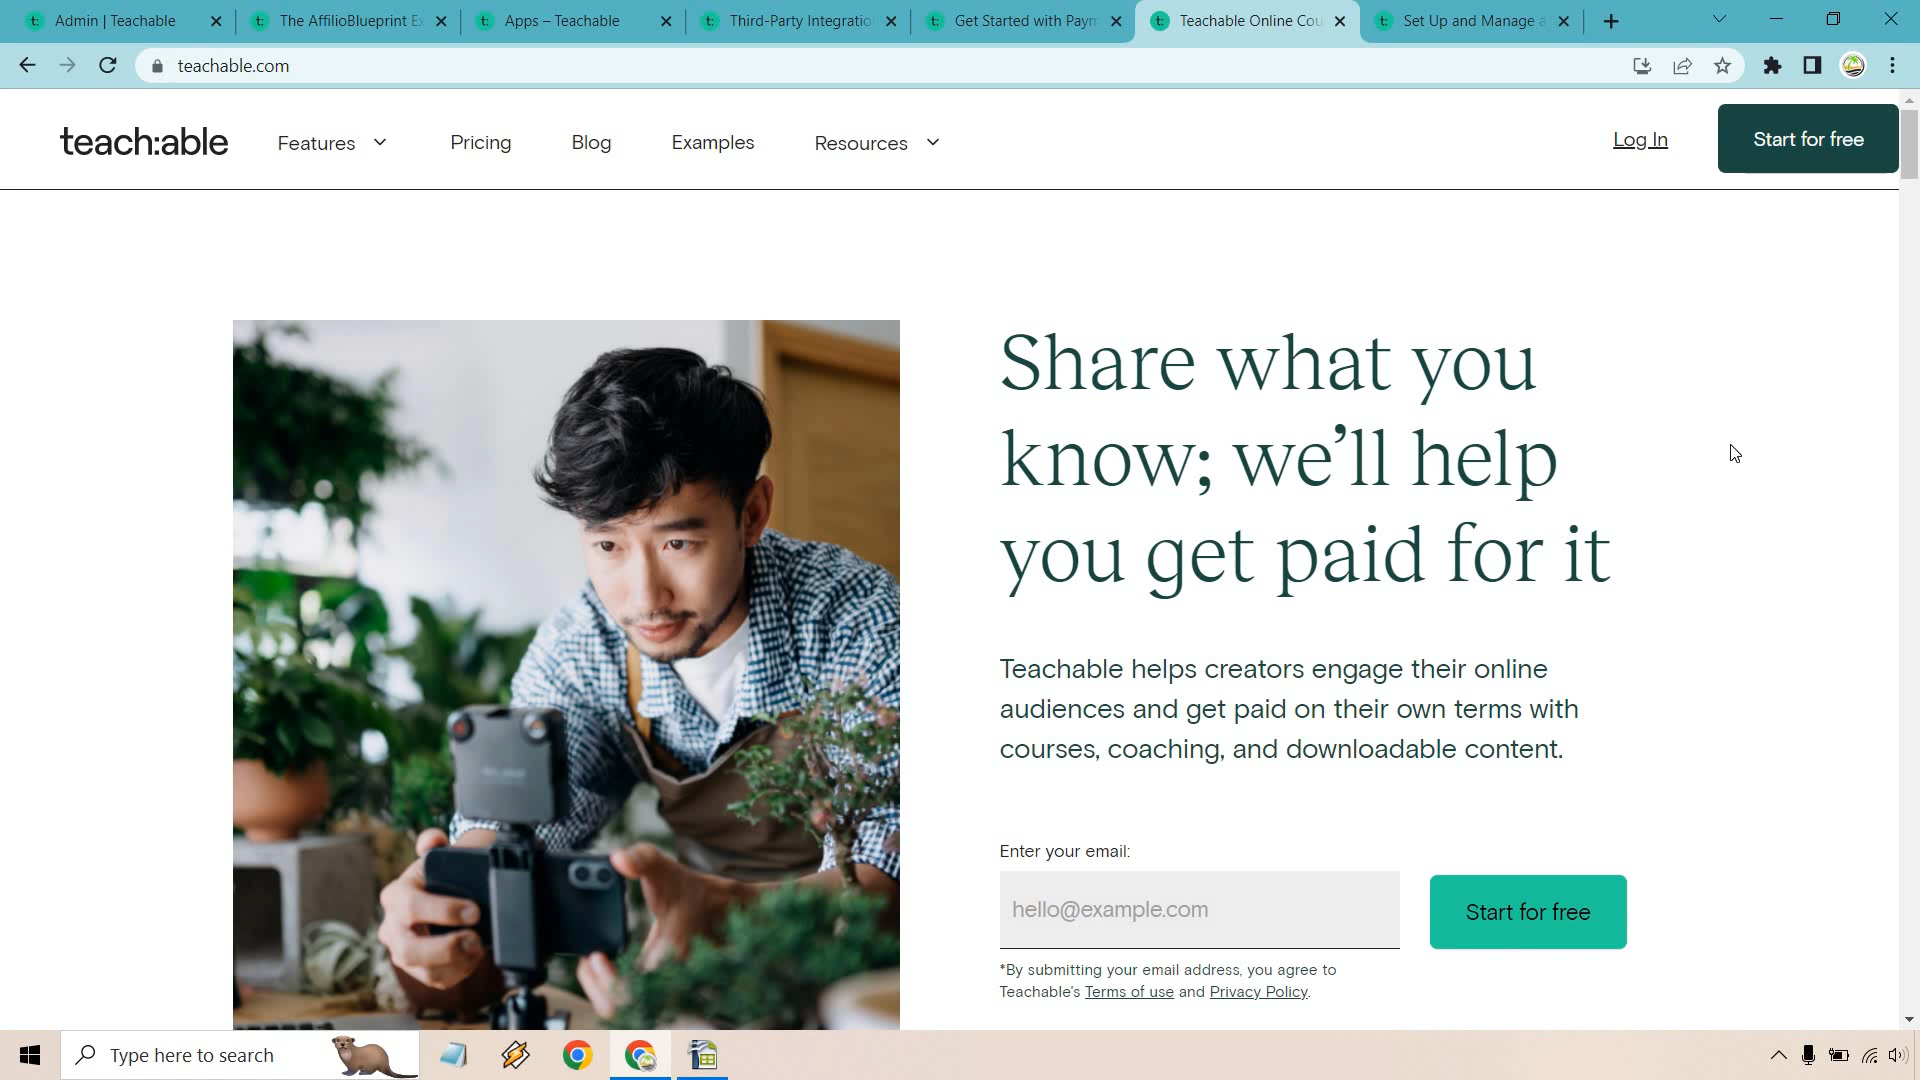 Admin | Teachable
The AffilioBlueprint Ex
Apps – Teachable
Third-Party Integratio
Get Started with Paym
Teachable Online Cou
Set Up and Manage a
teachable.com
teach:able
Features
Pricing
Blog
Examples
Resources
Log In
Start for free
Share what you
know; we’ll help
you get paid for it
Teachable helps creators engage their online
audiences and get paid on their own terms with
courses, coaching, and downloadable content.
Enter your email:
hello@example.com
Start for free
*By submitting your email address, you agree to
Teachable's Terms of use and Privacy Policy.
Type here to search